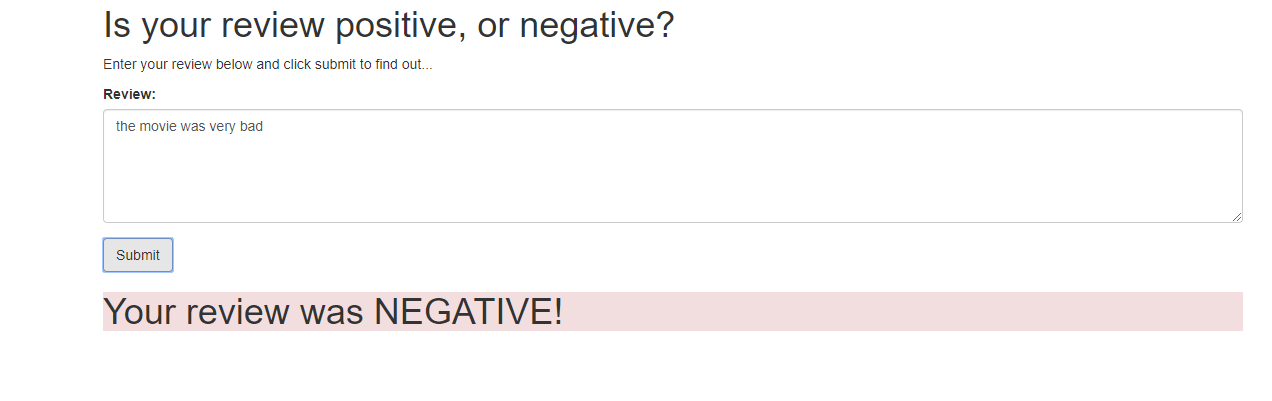 Is your review positive, or negative?
Enter your review below and click submit to find out...
Review:
the movie was very bad
Submit
Your review was NEGATIVE!